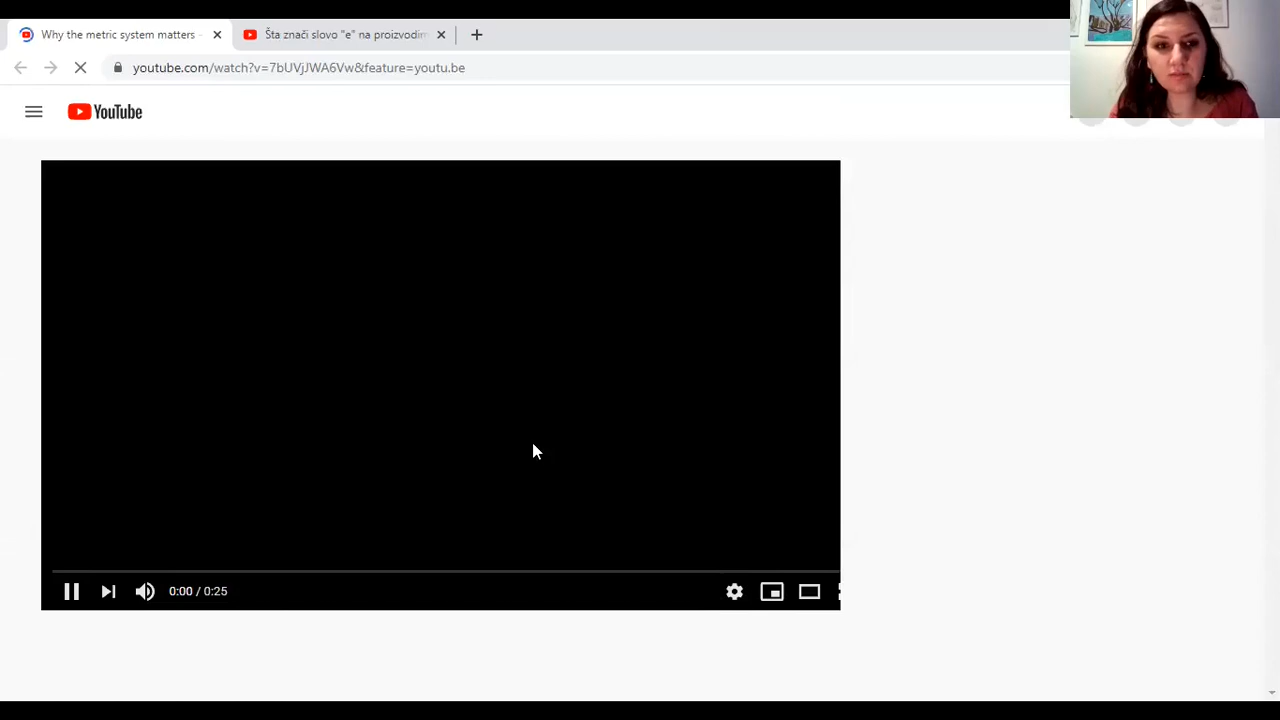 Why the metric system matters -
Šta znači slovo "e" na proizvodim
youtube.com/watch?v=7bUVjJWA6Vw&feature=youtu.be
YouTube
0:00 / 0:25